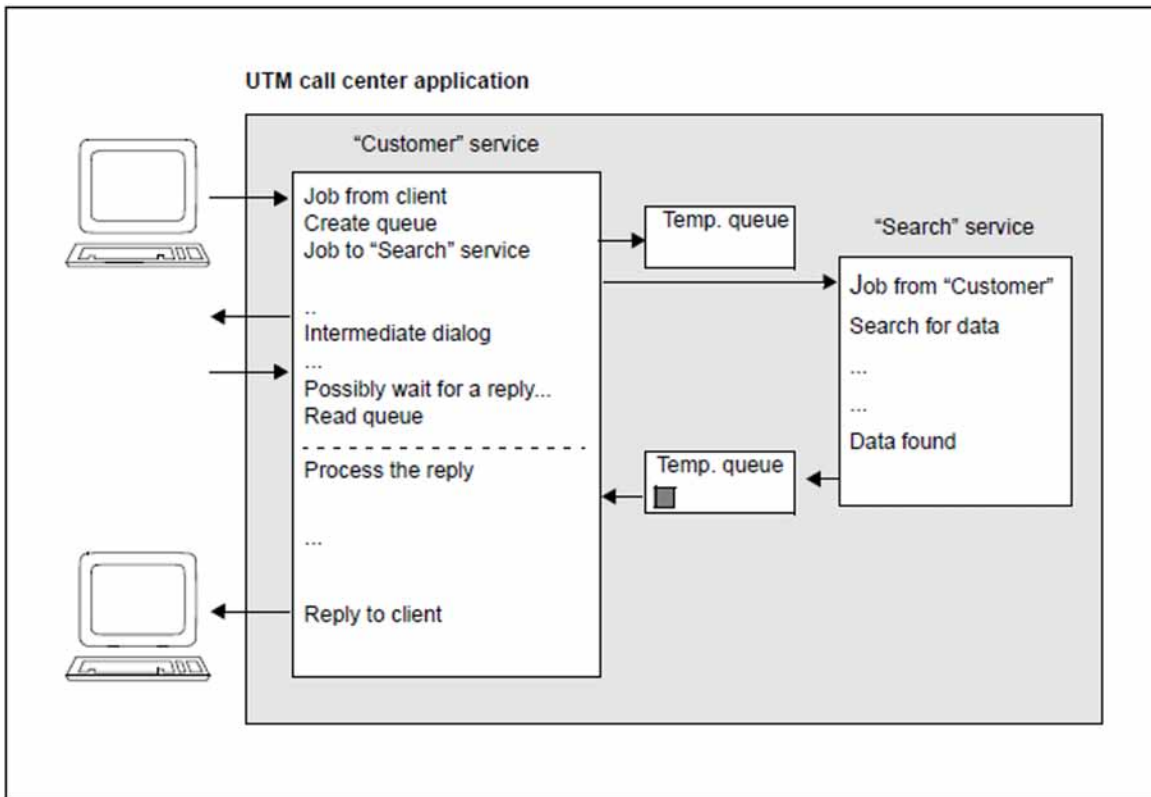 UTM call center application
“Customer” service
Job from client
Create queue
Job to “Search” service
..
Intermediate dialog
...
Possibly wait for a reply...
Read queue
Process the reply
...
Reply to client
Temp. queue
“Search” service
Job from “Customer”
Search for data
...
...
Data found
Temp. queue